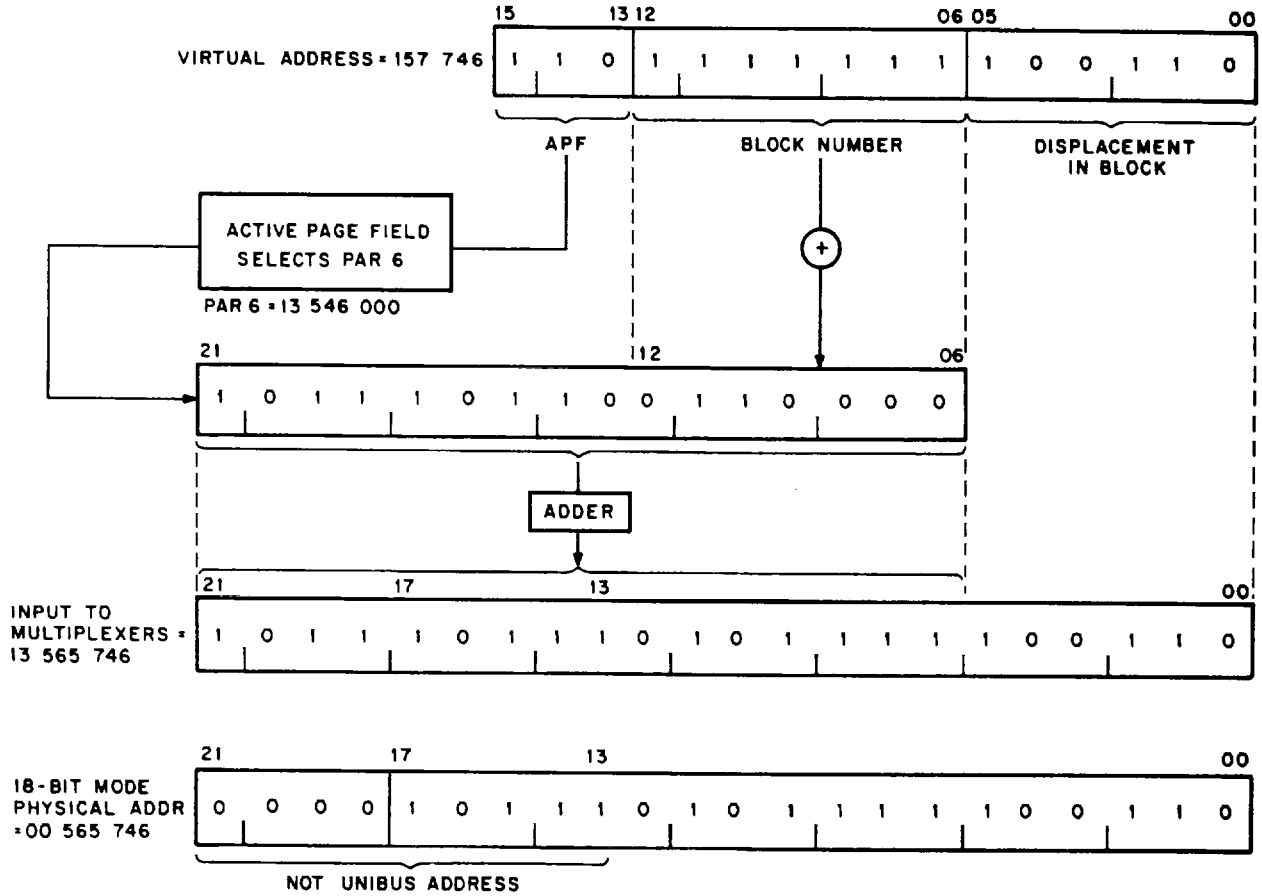 15 13 12 06 05 00
VIRTUAL ADDRESS = 157 746 1 1 0 1 1 1 1 1 1 1 1 0 0 1 1 0
APF BLOCK NUMBER DISPLACEMENT
IN BLOCK
ACTIVE PAGE FIELD
SELECTS PAR 6
+
PAR 6 = 13 546 000
21 12 06
1 0 1 1 1 0 1 1 0 0 1 1 0 0 0 0
ADDER
21 17 13 00
INPUT TO
MULTIPLEXERS =
13 565 746
1 0 1 1 1 0 1 1 1 0 1 0 1 1 1 1 1 0 0 1 1 0
21 17 13 00
18-BIT MODE
PHYSICAL ADDR
=00 565 746
0 0 0 0 1 0 1 1 1 0 1 0 1 1 1 1 1 0 0 1 1 0
NOT UNIBUS ADDRESS